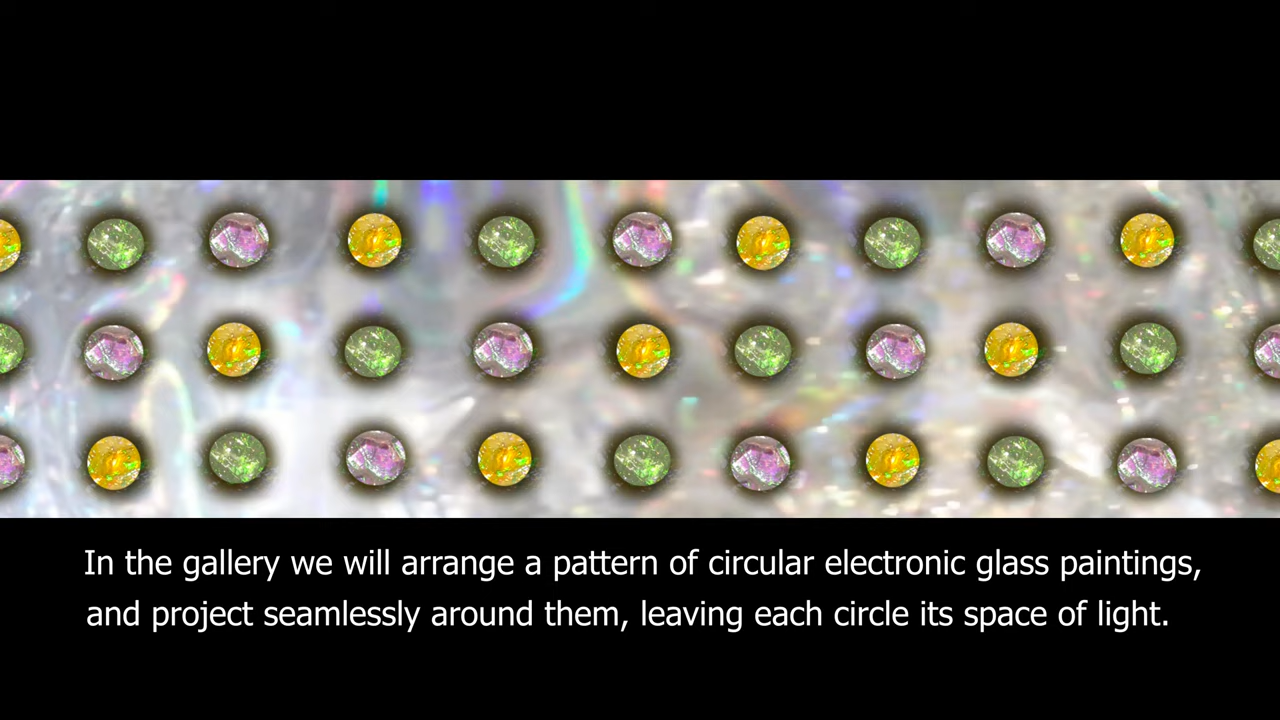 In the gallery we will arrange a pattern of circular electronic glass paintings,
and project seamlessly around them, leaving each circle its space of light.